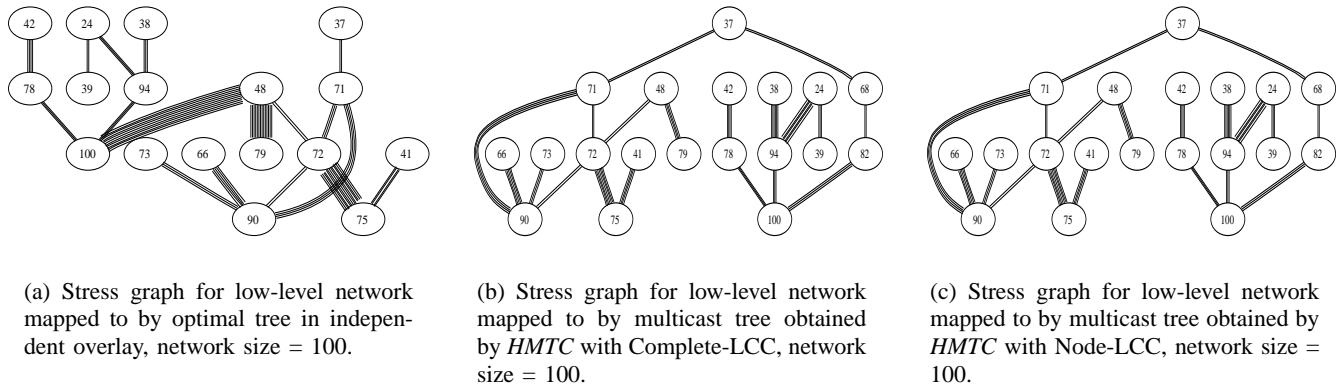 42 24 38 37
78 39 94 48 71
100 73 66 79 72 41
90 75
37
71 48 42 38 24 68
66 73 72 41 79 78 94 39 82
90 75 100
37
71 48 42 38 24 68
66 73 72 41 79 78 94 39 82
90 75 100
(a) Stress graph for low-level network
mapped to by optimal tree in indepen-
dent overlay, network size = 100.
(b) Stress graph for low-level network
mapped to by multicast tree obtained
by HMTC with Complete-LCC, network
size = 100.
(c) Stress graph for low-level network
mapped to by multicast tree obtained by
HMTC with Node-LCC, network size =
100.